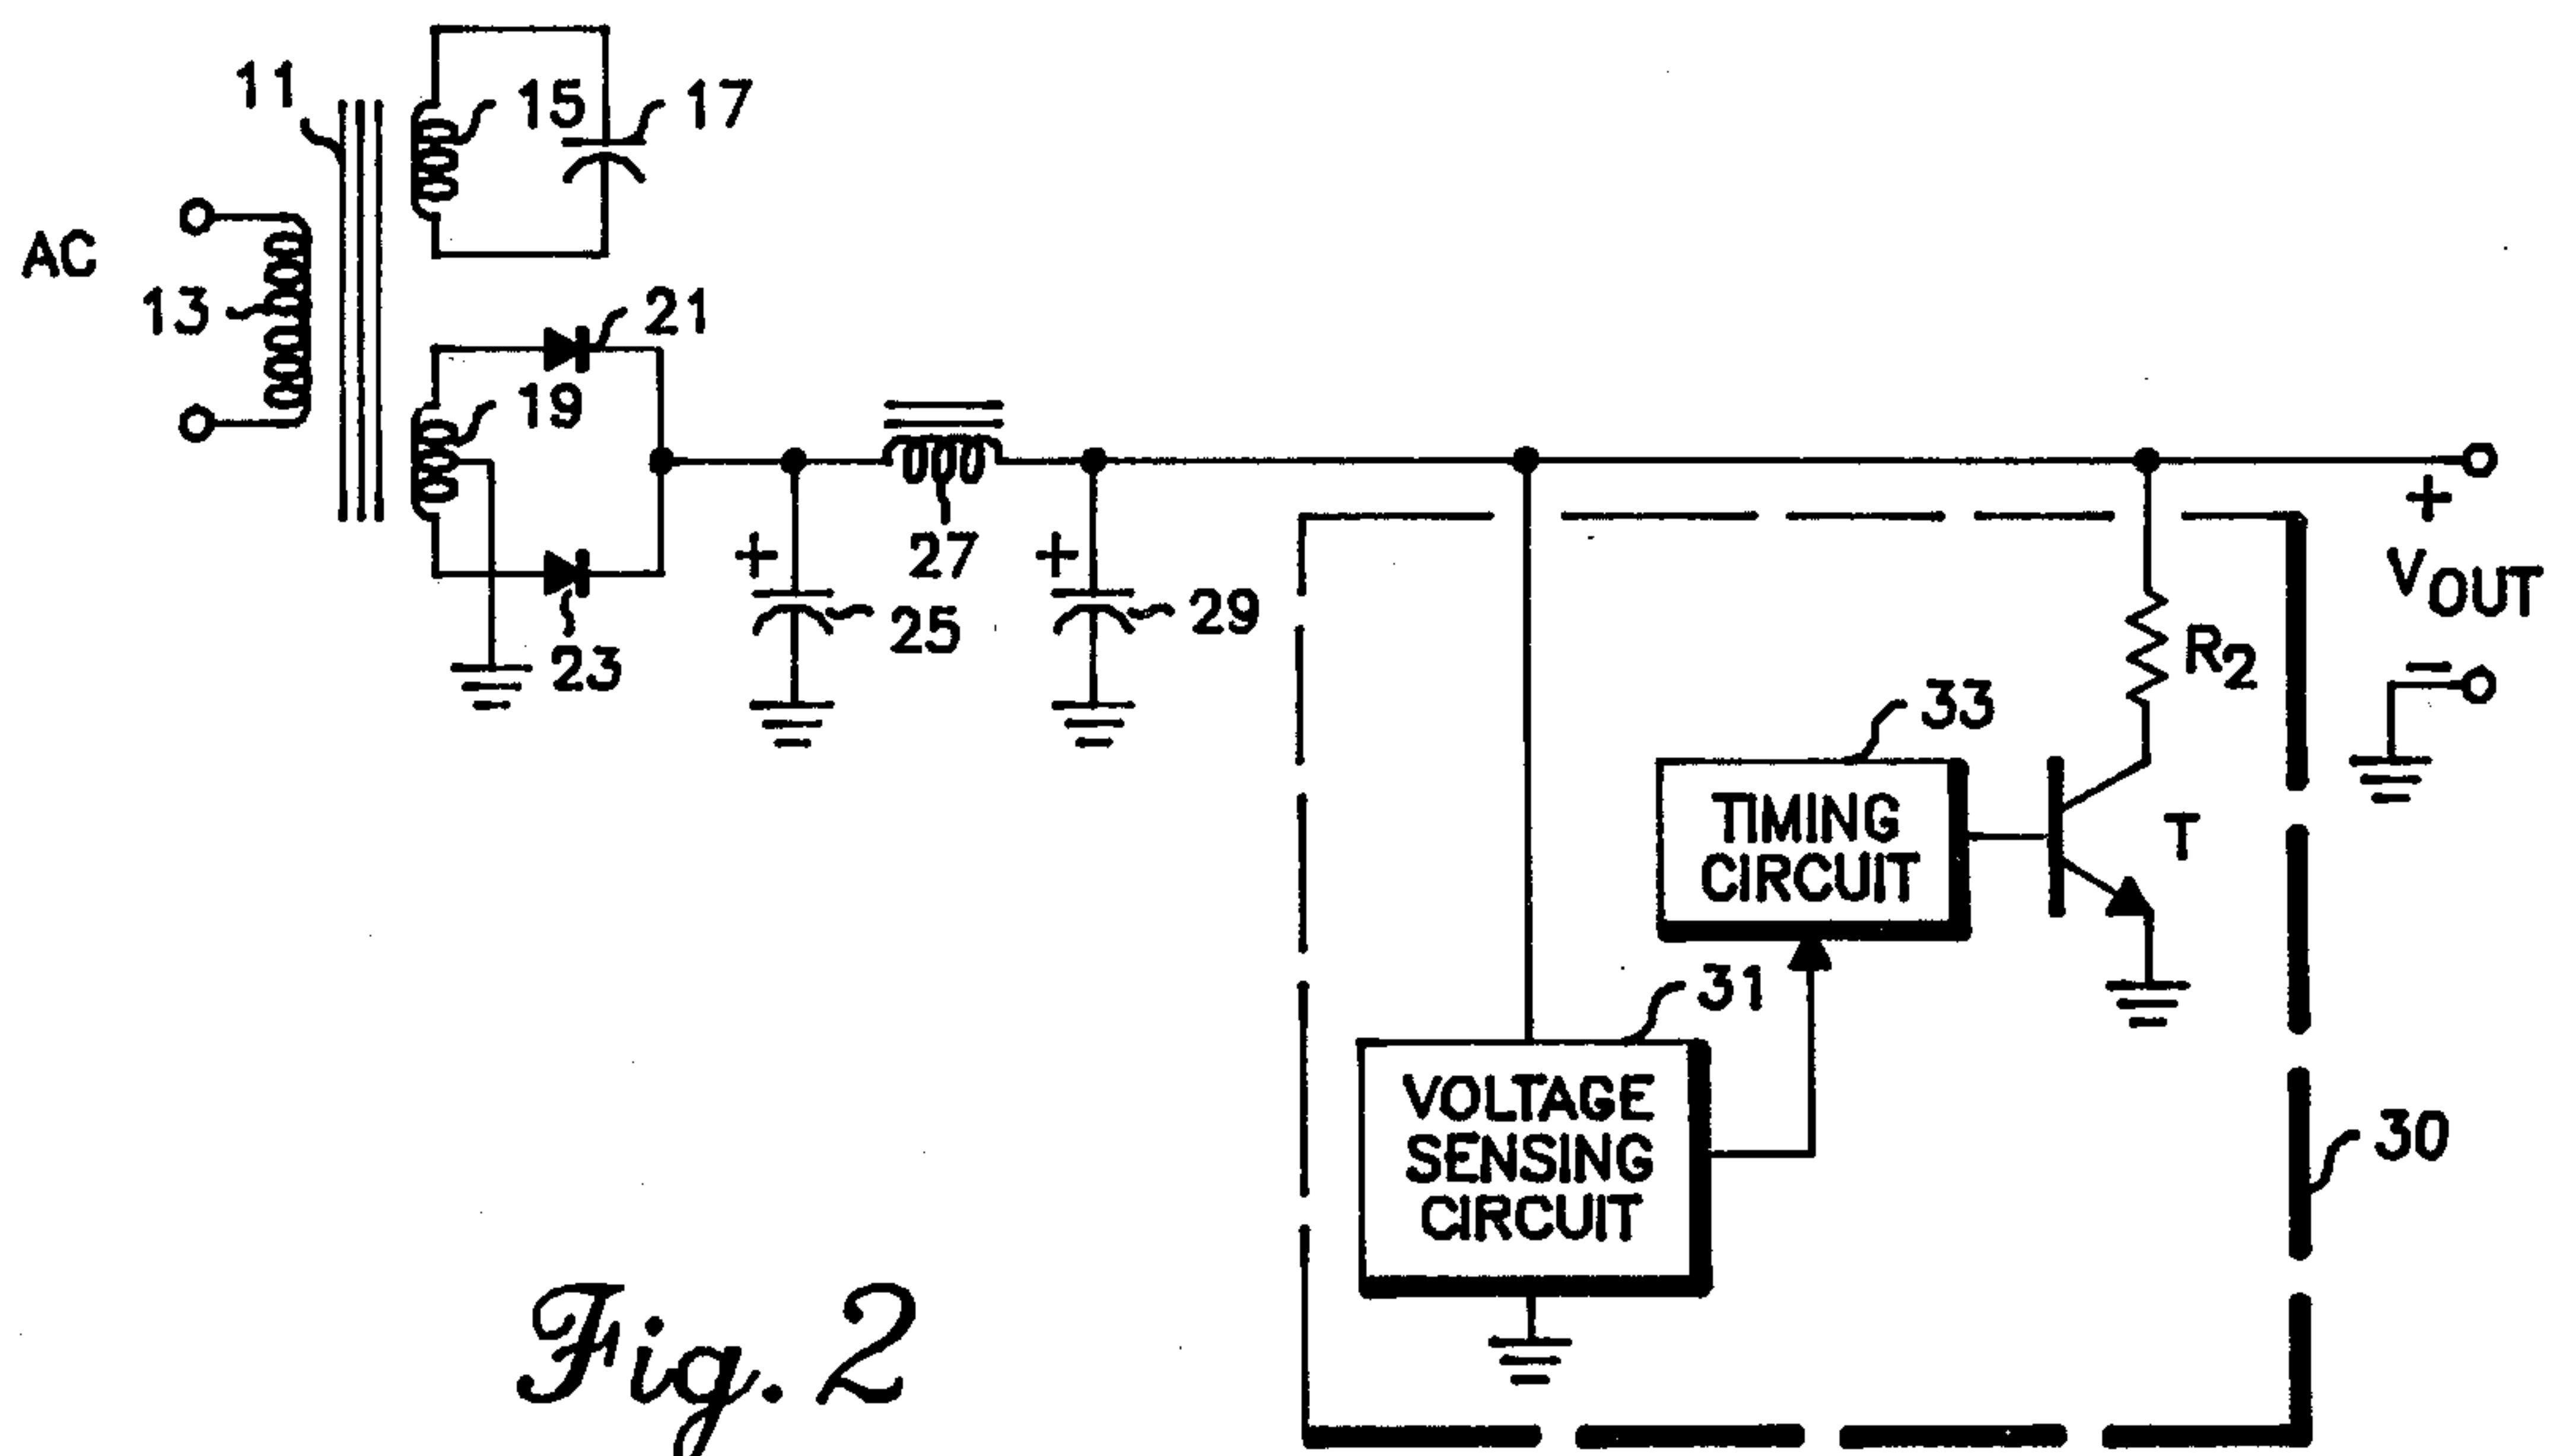 11
15
17
AC
13
21
19
27
+
+
+
25
29
23
VOUT
R2
−
33
TIMING
CIRCUIT
T
31
VOLTAGE
SENSING
CIRCUIT
30
Fig. 2